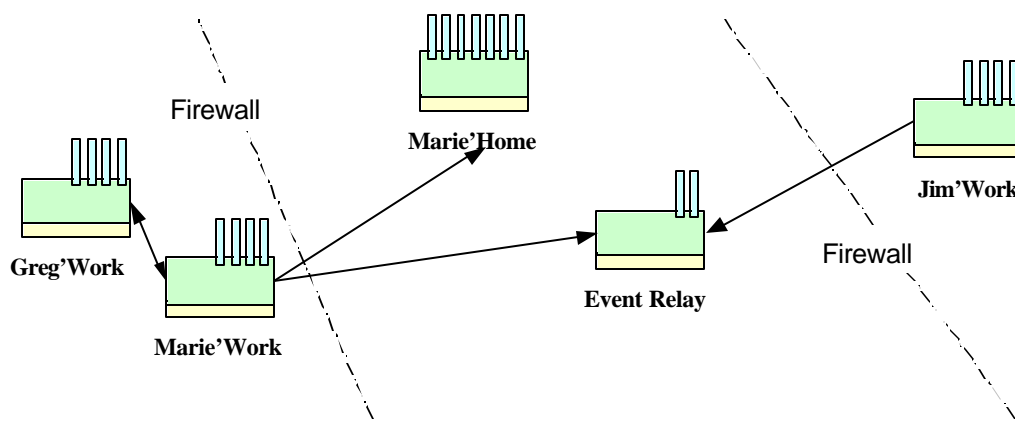 Firewall
Marie’Home
Jim’Work
Greg’Work
Firewall
Event Relay
Marie’Work